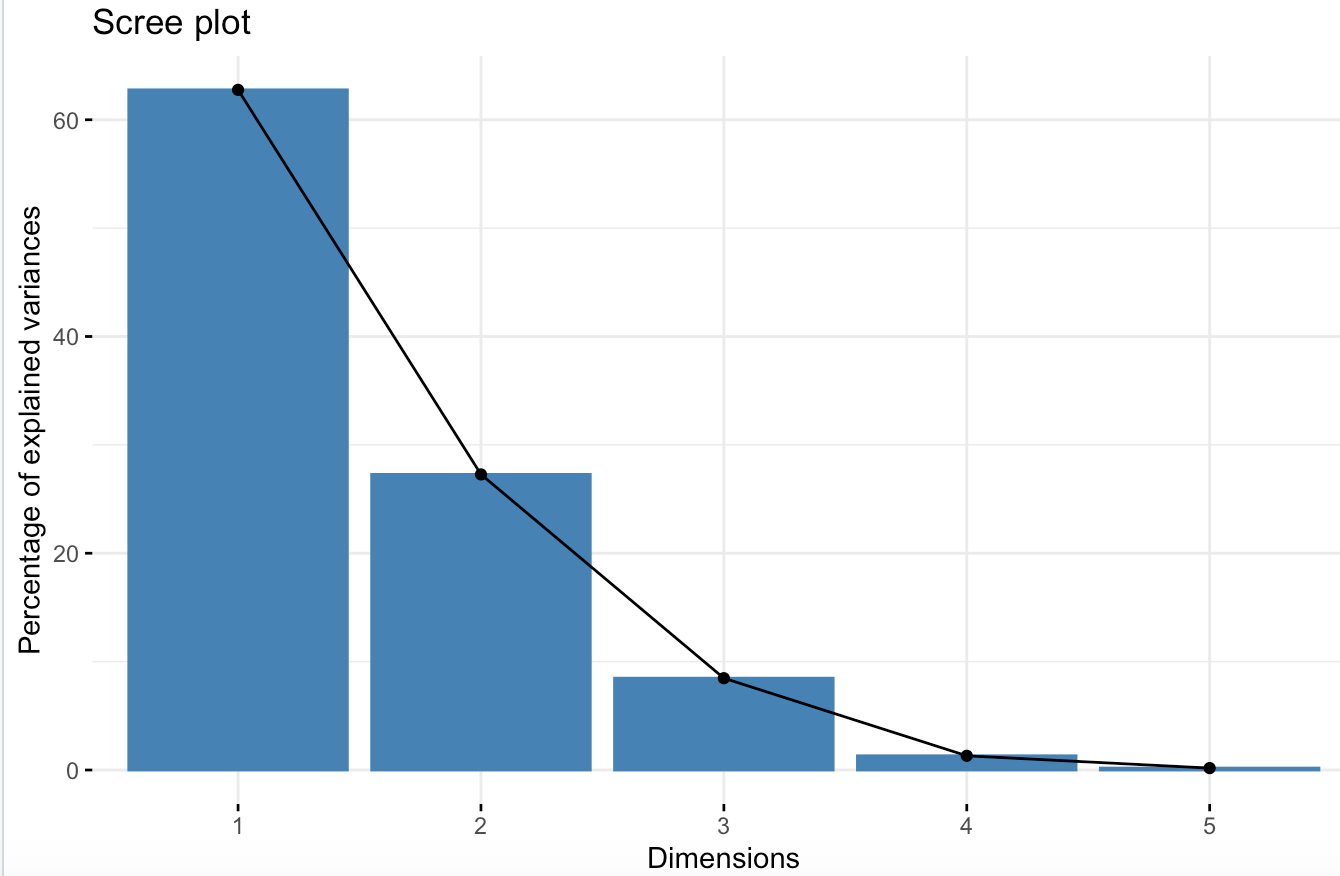 Scree plot
Percentage of explained variances
60
40
20
0
1 2 3 4 5
Dimensions